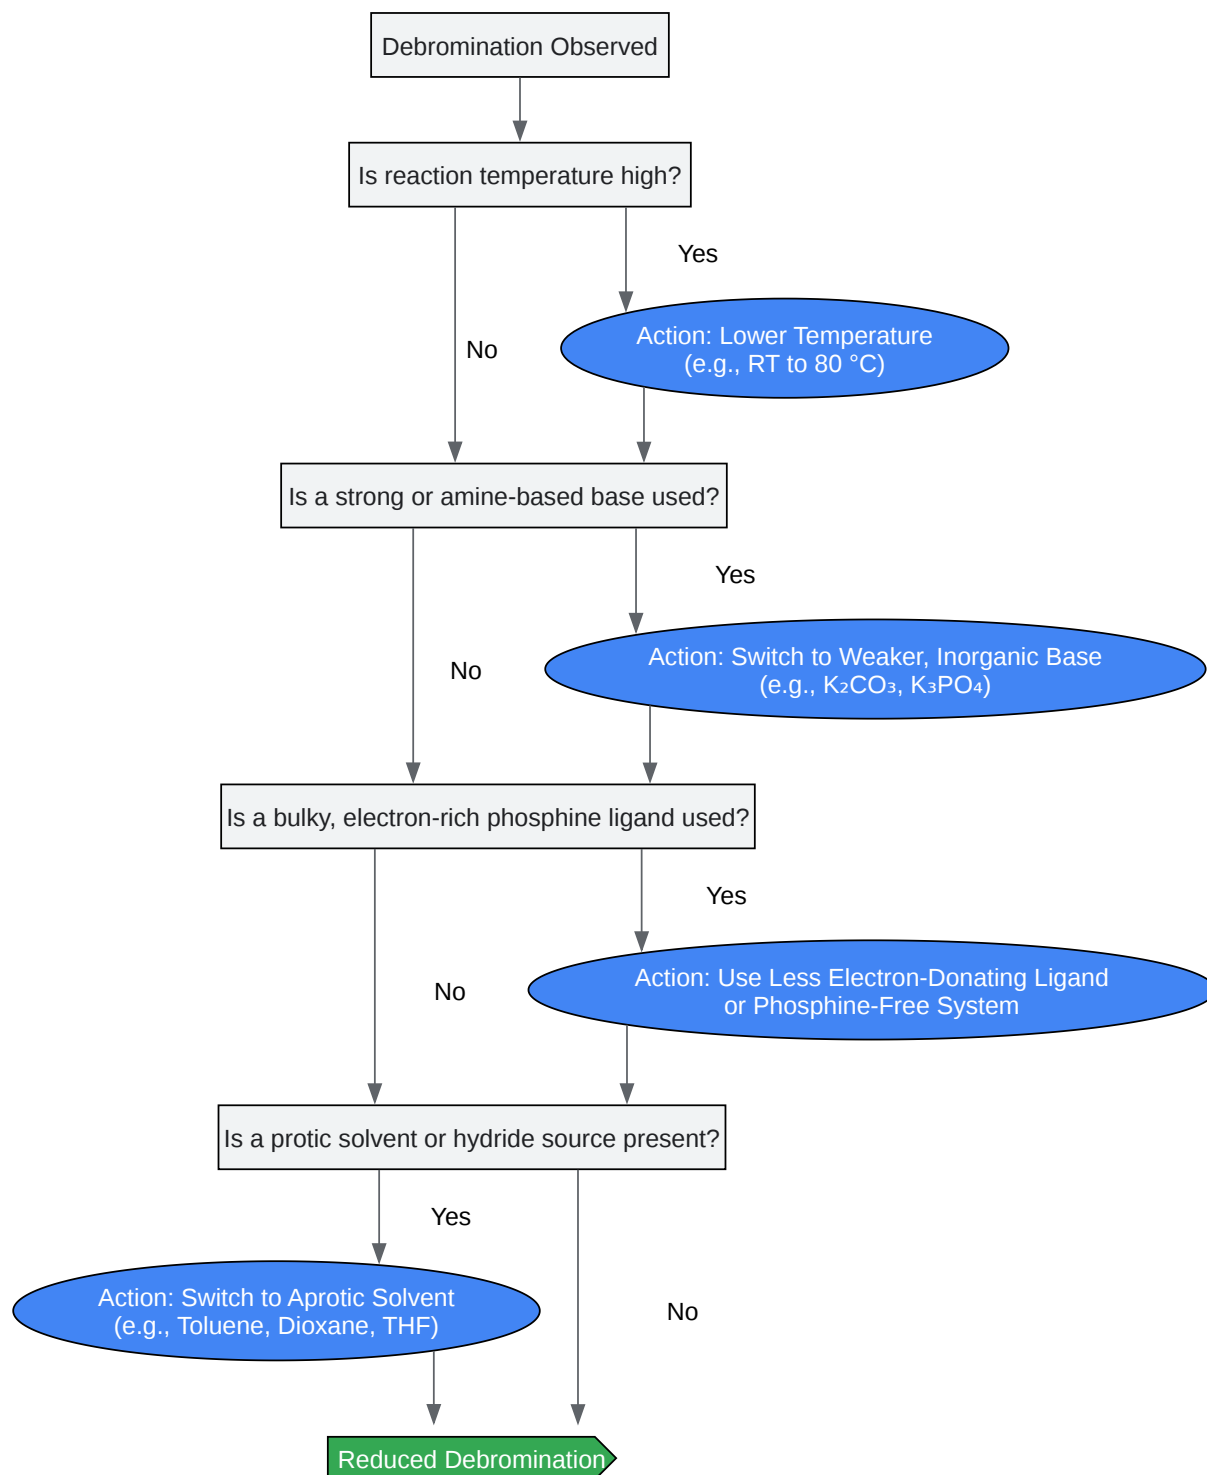 Debromination Observed
Is reaction temperature high?
Yes
No
Action: Lower Temperature
(e.g., RT to 80 °C)
Is a strong or amine-based base used?
Yes
No
Action: Switch to Weaker, Inorganic Base
(e.g., K₂CO₃, K₃PO₄)
Is a bulky, electron-rich phosphine ligand used?
Yes
No
Action: Use Less Electron-Donating Ligand
or Phosphine-Free System
Is a protic solvent or hydride source present?
Yes
Action: Switch to Aprotic Solvent
(e.g., Toluene, Dioxane, THF)
No
Reduced Debromination